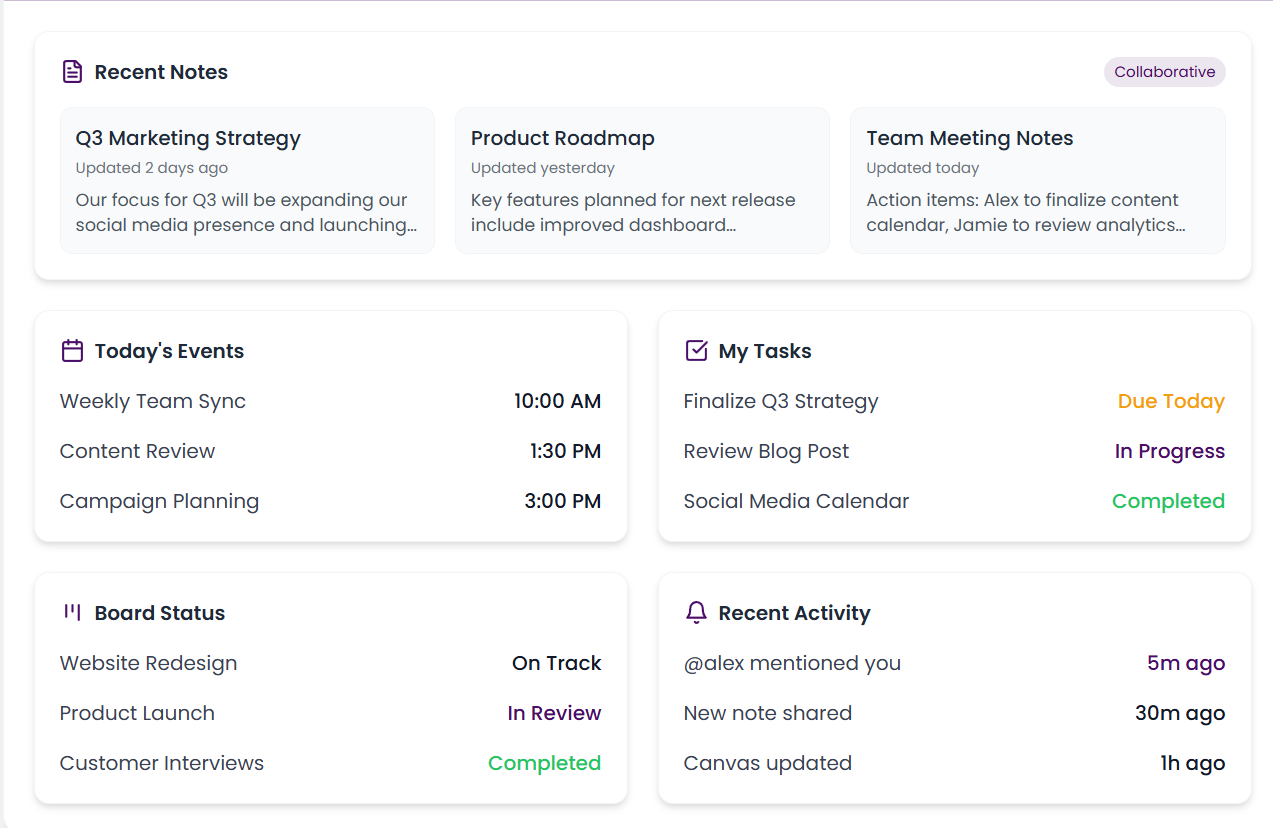 Recent Notes
Collaborative
Q3 Marketing Strategy
Updated 2 days ago
Our focus for Q3 will be expanding our
social media presence and launching...
Product Roadmap
Updated yesterday
Key features planned for next release
include improved dashboard...
Team Meeting Notes
Updated today
Action items: Alex to finalize content
calendar, Jamie to review analytics...
Today's Events
Weekly Team Sync 10:00 AM
Content Review 1:30 PM
Campaign Planning 3:00 PM
My Tasks
Finalize Q3 Strategy Due Today
Review Blog Post In Progress
Social Media Calendar Completed
Board Status
Website Redesign On Track
Product Launch In Review
Customer Interviews Completed
Recent Activity
@alex mentioned you 5m ago
New note shared 30m ago
Canvas updated 1h ago